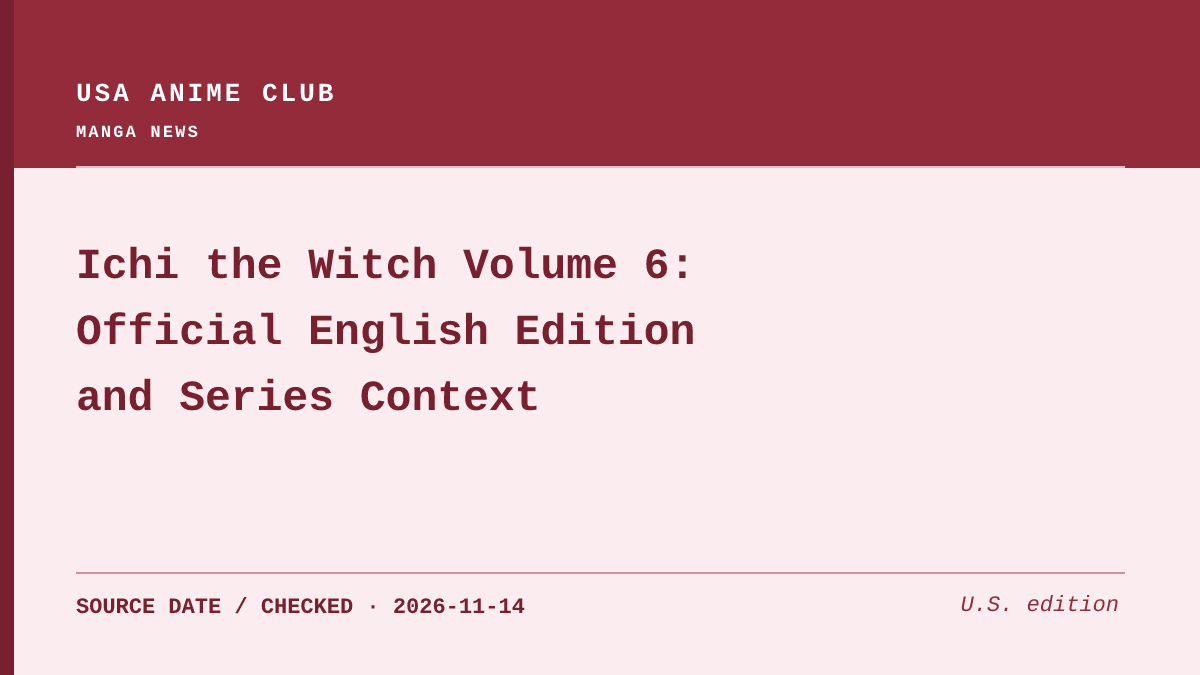 USA ANIME CLUB
MANGA NEWS
Ichi the Witch Volume 6:
Official English Edition
and Series Context
SOURCE DATE / CHECKED · 2026-11-14
U.S. edition